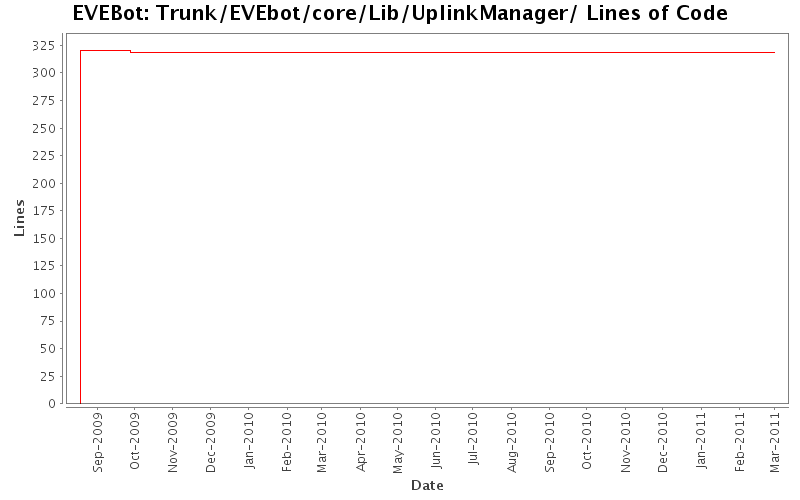 EVEBot: Trunk/EVEbot/core/Lib/UplinkManager/ Lines of Code
325
300
275
250
225
200
175
150
125
100
75
50
25
0
Lines
Sep-2009
Oct-2009
Nov-2009
Dec-2009
Jan-2010
Feb-2010
Mar-2010
Apr-2010
May-2010
Jun-2010
Jul-2010
Aug-2010
Sep-2010
Oct-2010
Nov-2010
Dec-2010
Jan-2011
Feb-2011
Mar-2011
Date